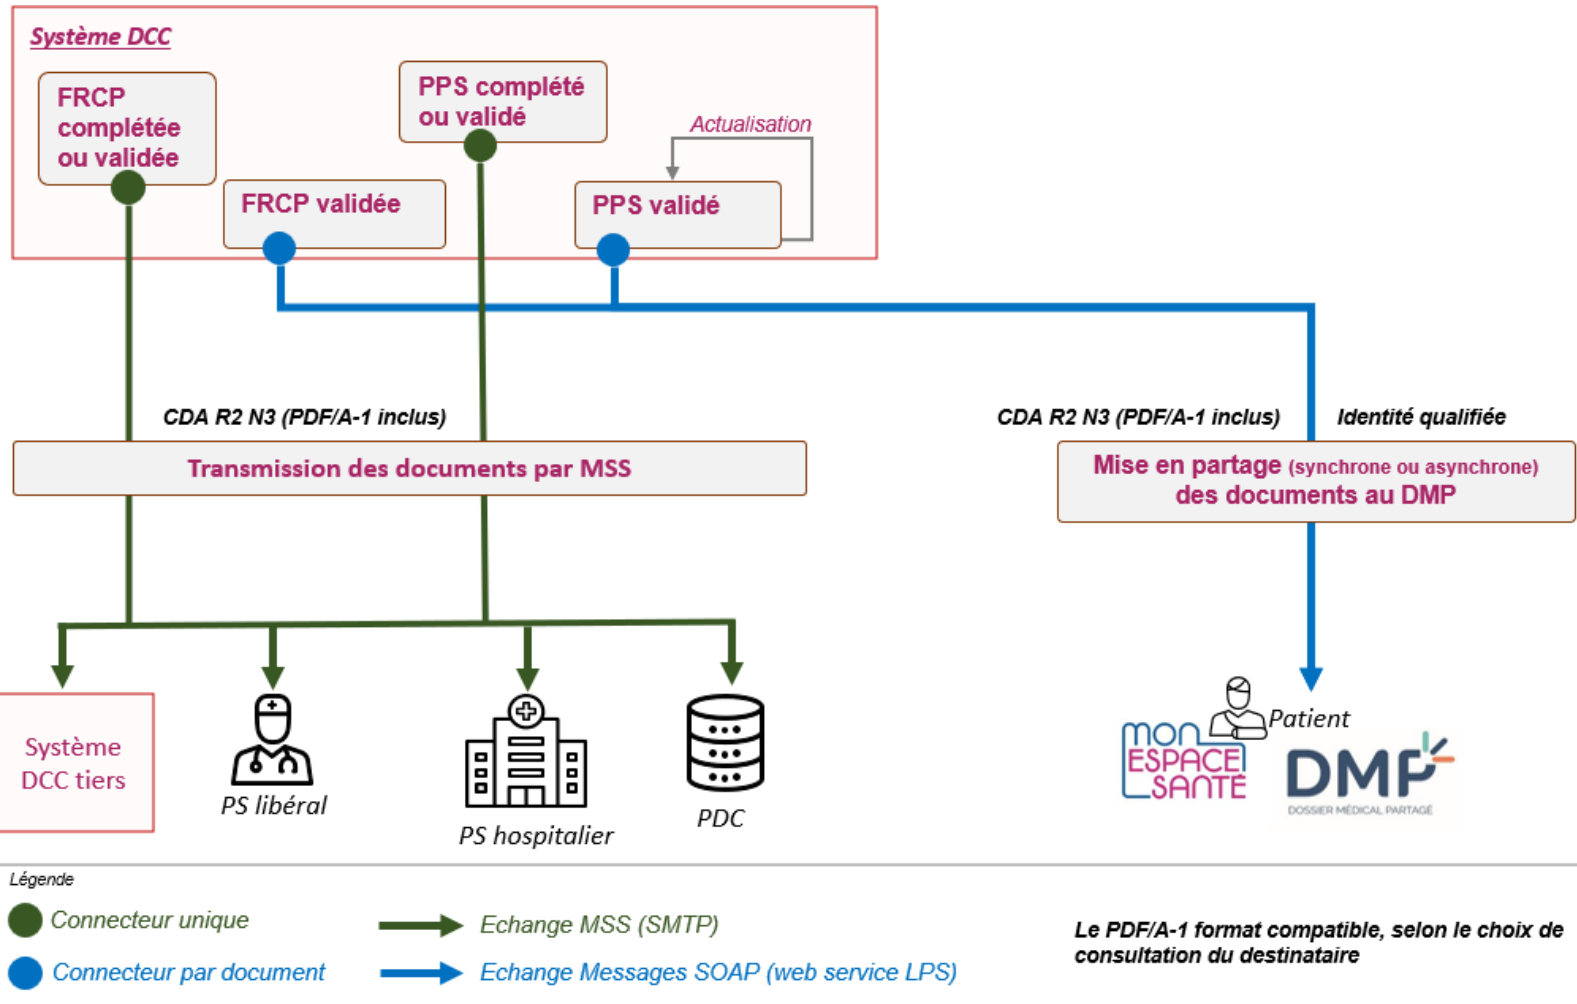 Système DCC
FRCP
complétée
ou validée
PPS complété
ou validé
Actualisation
FRCP validée
PPS validé
CDA R2 N3 (PDF/A-1 inclus)
CDA R2 N3 (PDF/A-1 inclus)
Identité qualifiée
Transmission des documents par MSS
Mise en partage (synchrone ou asynchrone)
des documents au DMP
Système
DCC tiers
PS libéral
PS hospitalier
PDC
Patient
mon
ESPACE
SANTÉ
DMP
DOSSIER MÉDICAL PARTAGÉ
Légende
Connecteur unique
Echange MSS (SMTP)
Connecteur par document
Echange Messages SOAP (web service LPS)
Le PDF/A-1 format compatible, selon le choix de
consultation du destinataire